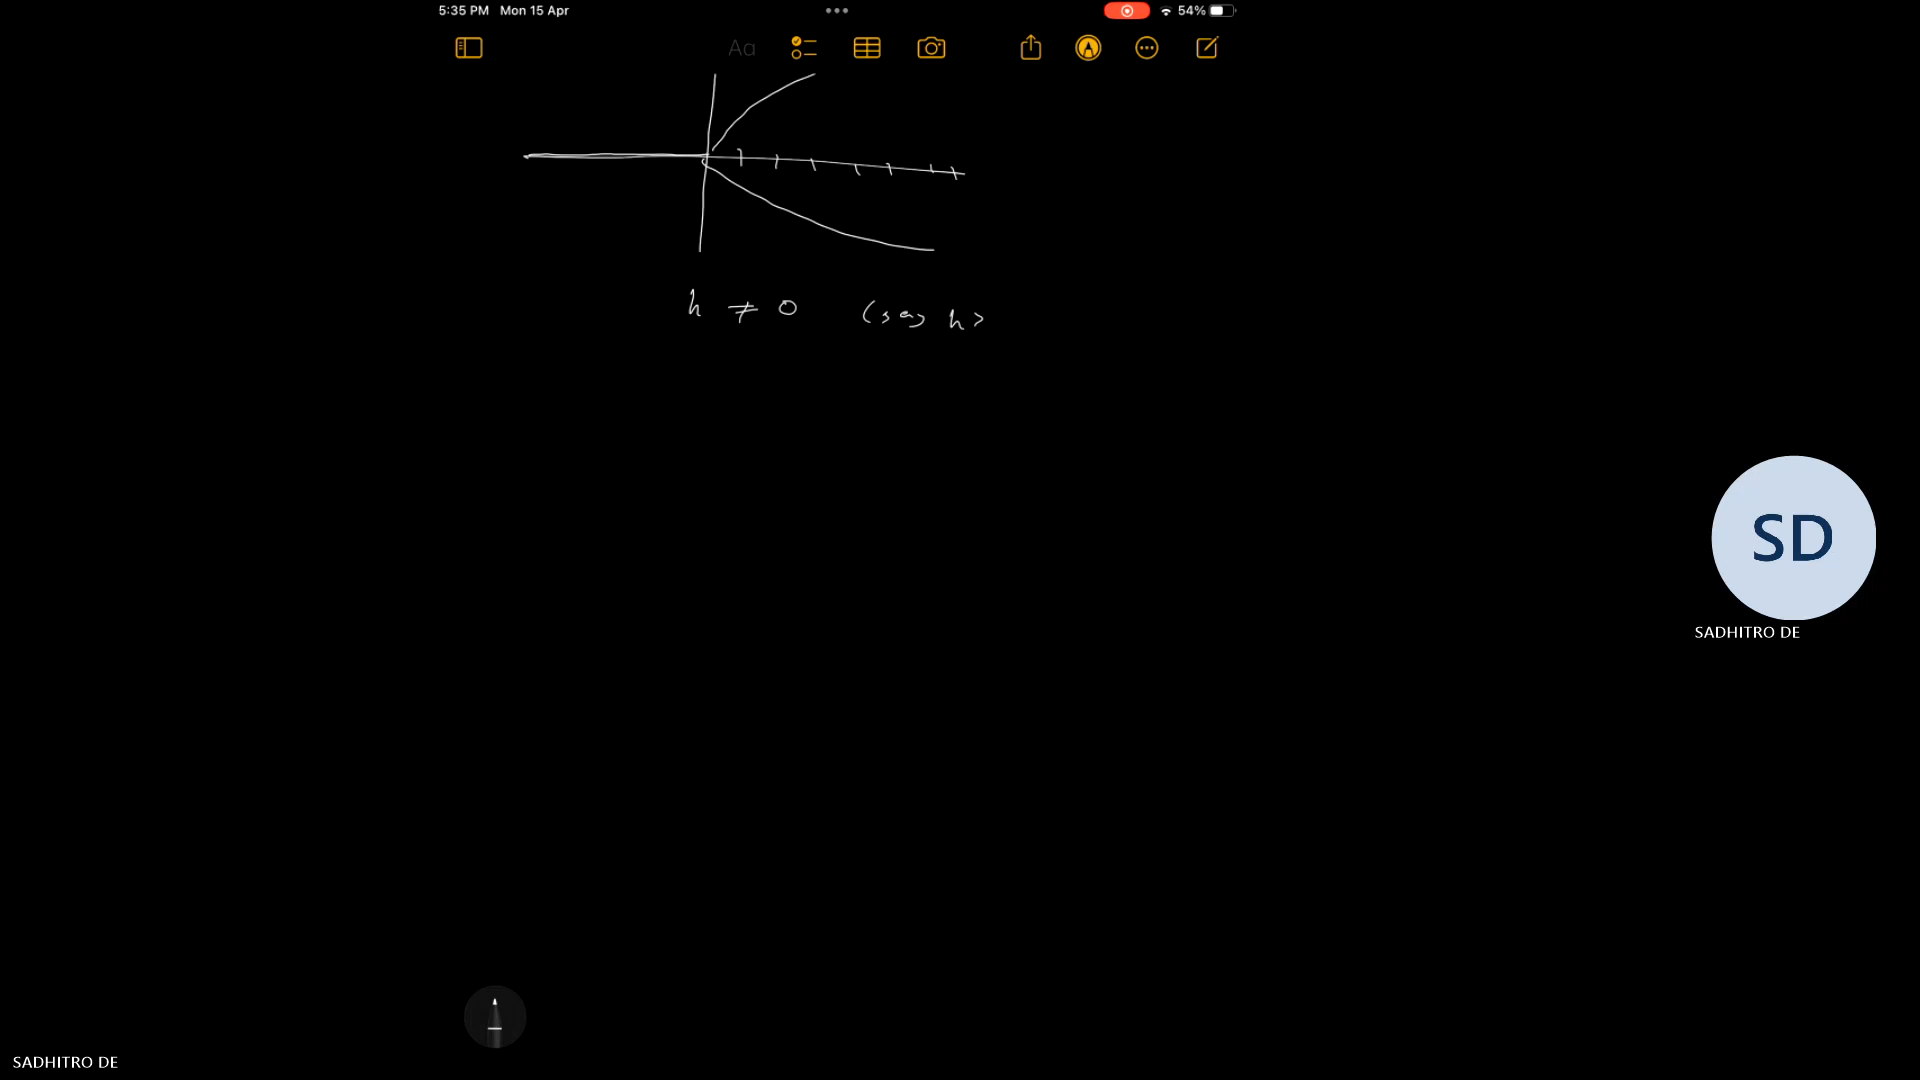 5:35 PM Mon 15 Apr
54%
Aa
h ≠ 0 (say h >
SD
SADHITRO DE
SADHITRO DE